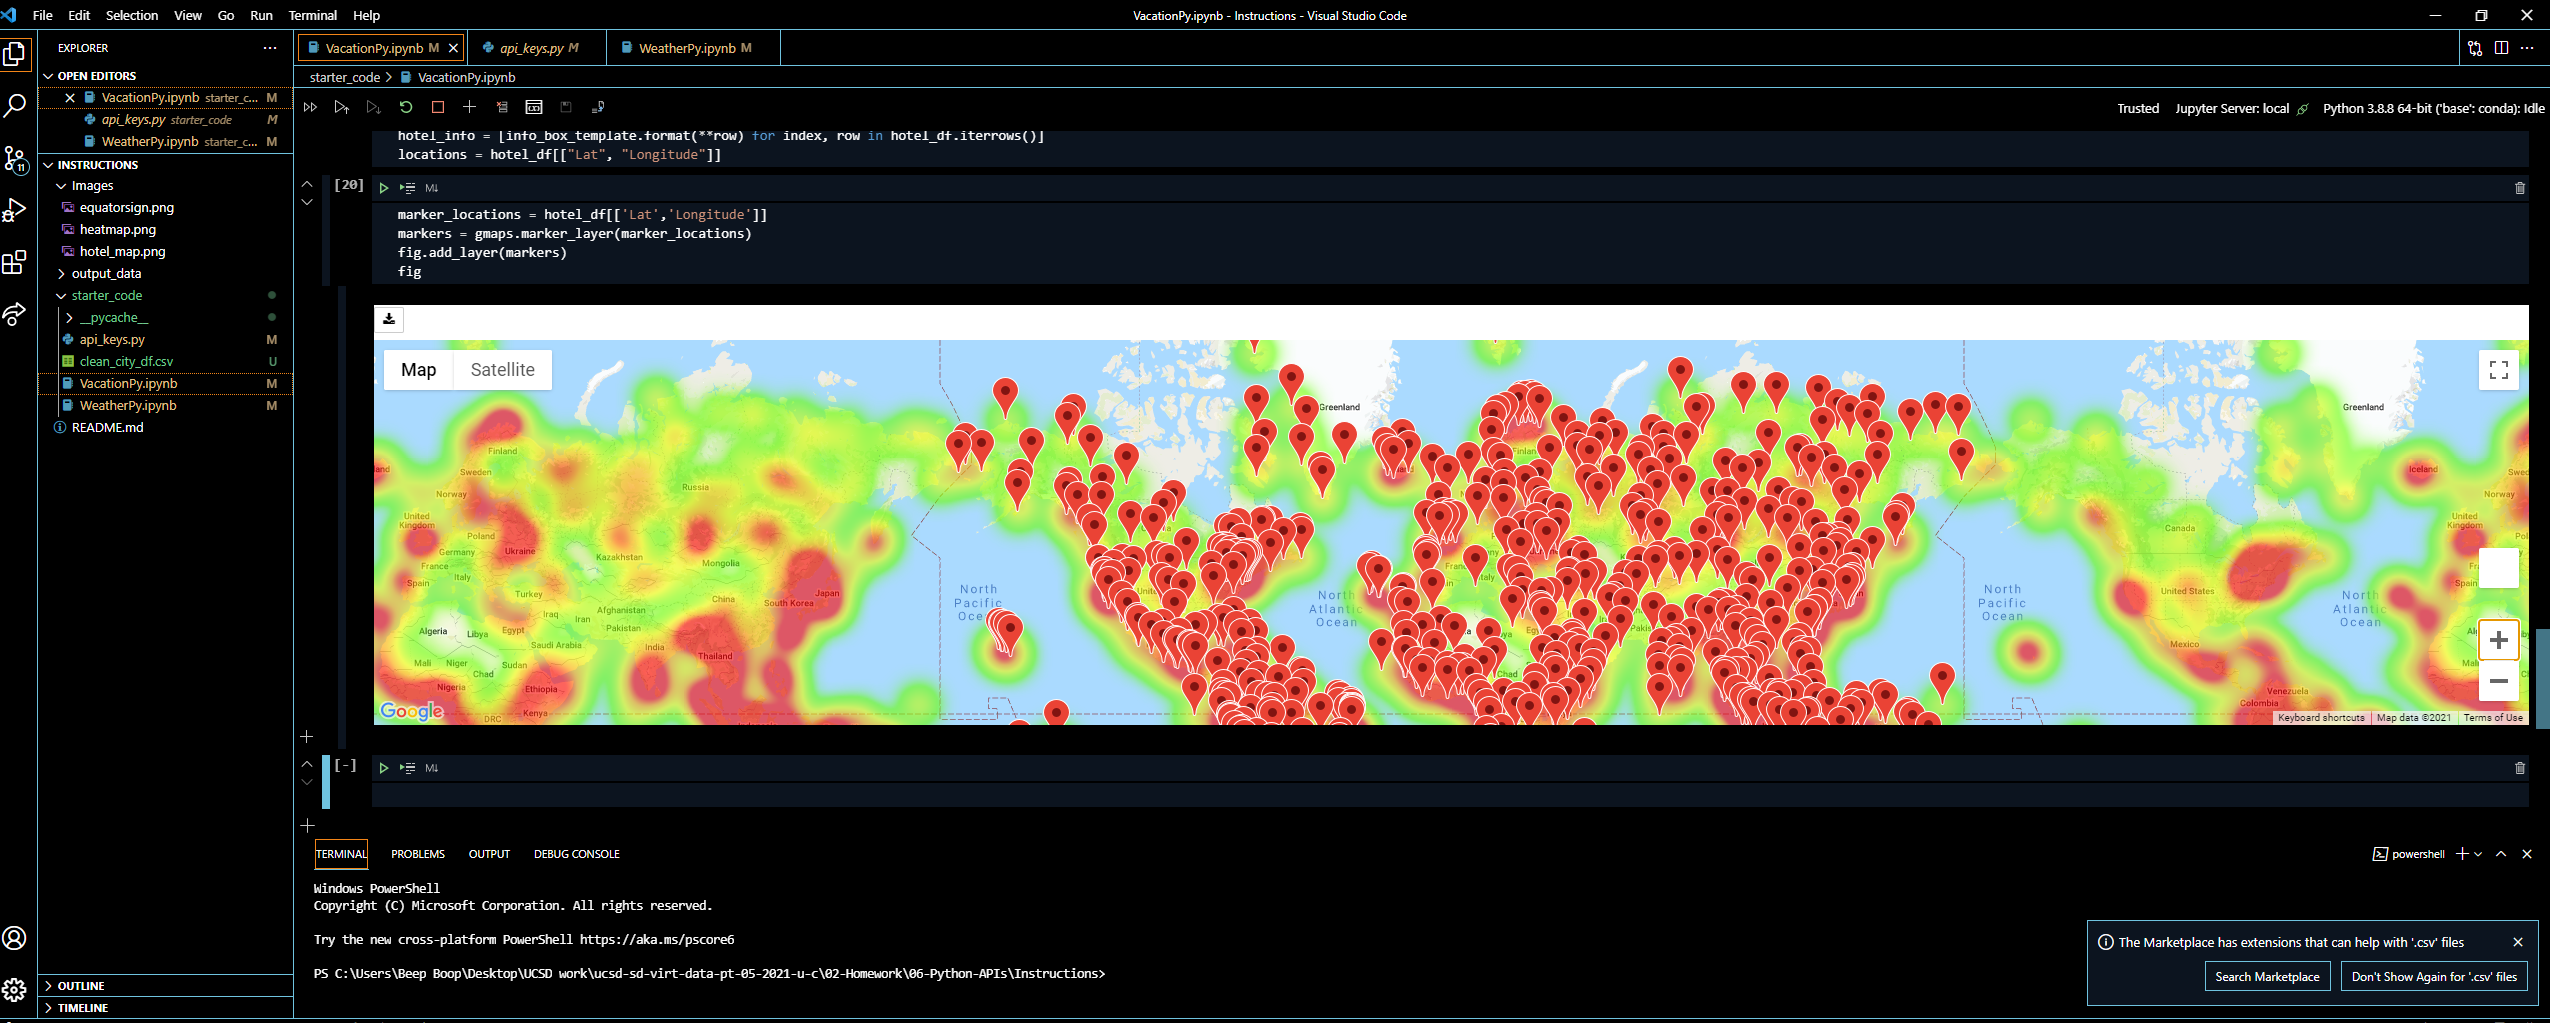 File Edit Selection View Go Run Terminal Help
VacationPy.ipynb - Instructions - Visual Studio Code
EXPLORER
OPEN EDITORS
VacationPy.ipynb starter_c... M
api_keys.py starter_code M
WeatherPy.ipynb starter_c... M
11
INSTRUCTIONS
Images
equatorsign.png
heatmap.png
hotel_map.png
output_data
starter_code
__pycache__
api_keys.py M
clean_city_df.csv U
VacationPy.ipynb M
WeatherPy.ipynb M
README.md
OUTLINE
TIMELINE
VacationPy.ipynb M
api_keys.py M
WeatherPy.ipynb M
starter_code > VacationPy.ipynb
Trusted Jupyter Server: local Python 3.8.8 64-bit ('base': conda): Idle
hotel_info = [info_box_template.format(**row) for index, row in hotel_df.iterrows()]
locations = hotel_df[["Lat", "Longitude"]]
[20]
M↓
marker_locations = hotel_df[['Lat','Longitude']]
markers = gmaps.marker_layer(marker_locations)
fig.add_layer(markers)
fig
Map Satellite
Greenland
Greenland
Finland
Sweden
Norway
Russia
United
Kingdom
Poland
Germany
Ukraine
France
Kazakhstan
Mongolia
Spain
Italy
Turkey
China
South Korea
Japan
Iraq
Iran
Afghanistan
Pakistan
Algeria
Libya
Egypt
Saudi Arabia
India
Mali
Niger
Chad
Sudan
Thailand
Nigeria
Ethiopia
DRC
Kenya
North
Pacific
North
Atlantic
Ocean
Chad
North
Pacific
Ocean
Canada
United States
Mexico
Venezuela
Colombia
North
Atlantic
Ocean
Iceland
Norway
United
Kingdom
Google
Keyboard shortcuts Map data ©2021 Terms of Use
[-]
M↓
TERMINAL PROBLEMS OUTPUT DEBUG CONSOLE
powershell
Windows PowerShell
Copyright (C) Microsoft Corporation. All rights reserved.
Try the new cross-platform PowerShell https://aka.ms/pscore6
PS C:\Users\Beep Boop\Desktop\UCSD work\ucsd-sd-virt-data-pt-05-2021-u-c\02-Homework\06-Python-APIs\Instructions>
The Marketplace has extensions that can help with '.csv' files
Search Marketplace
Don't Show Again for '.csv' files